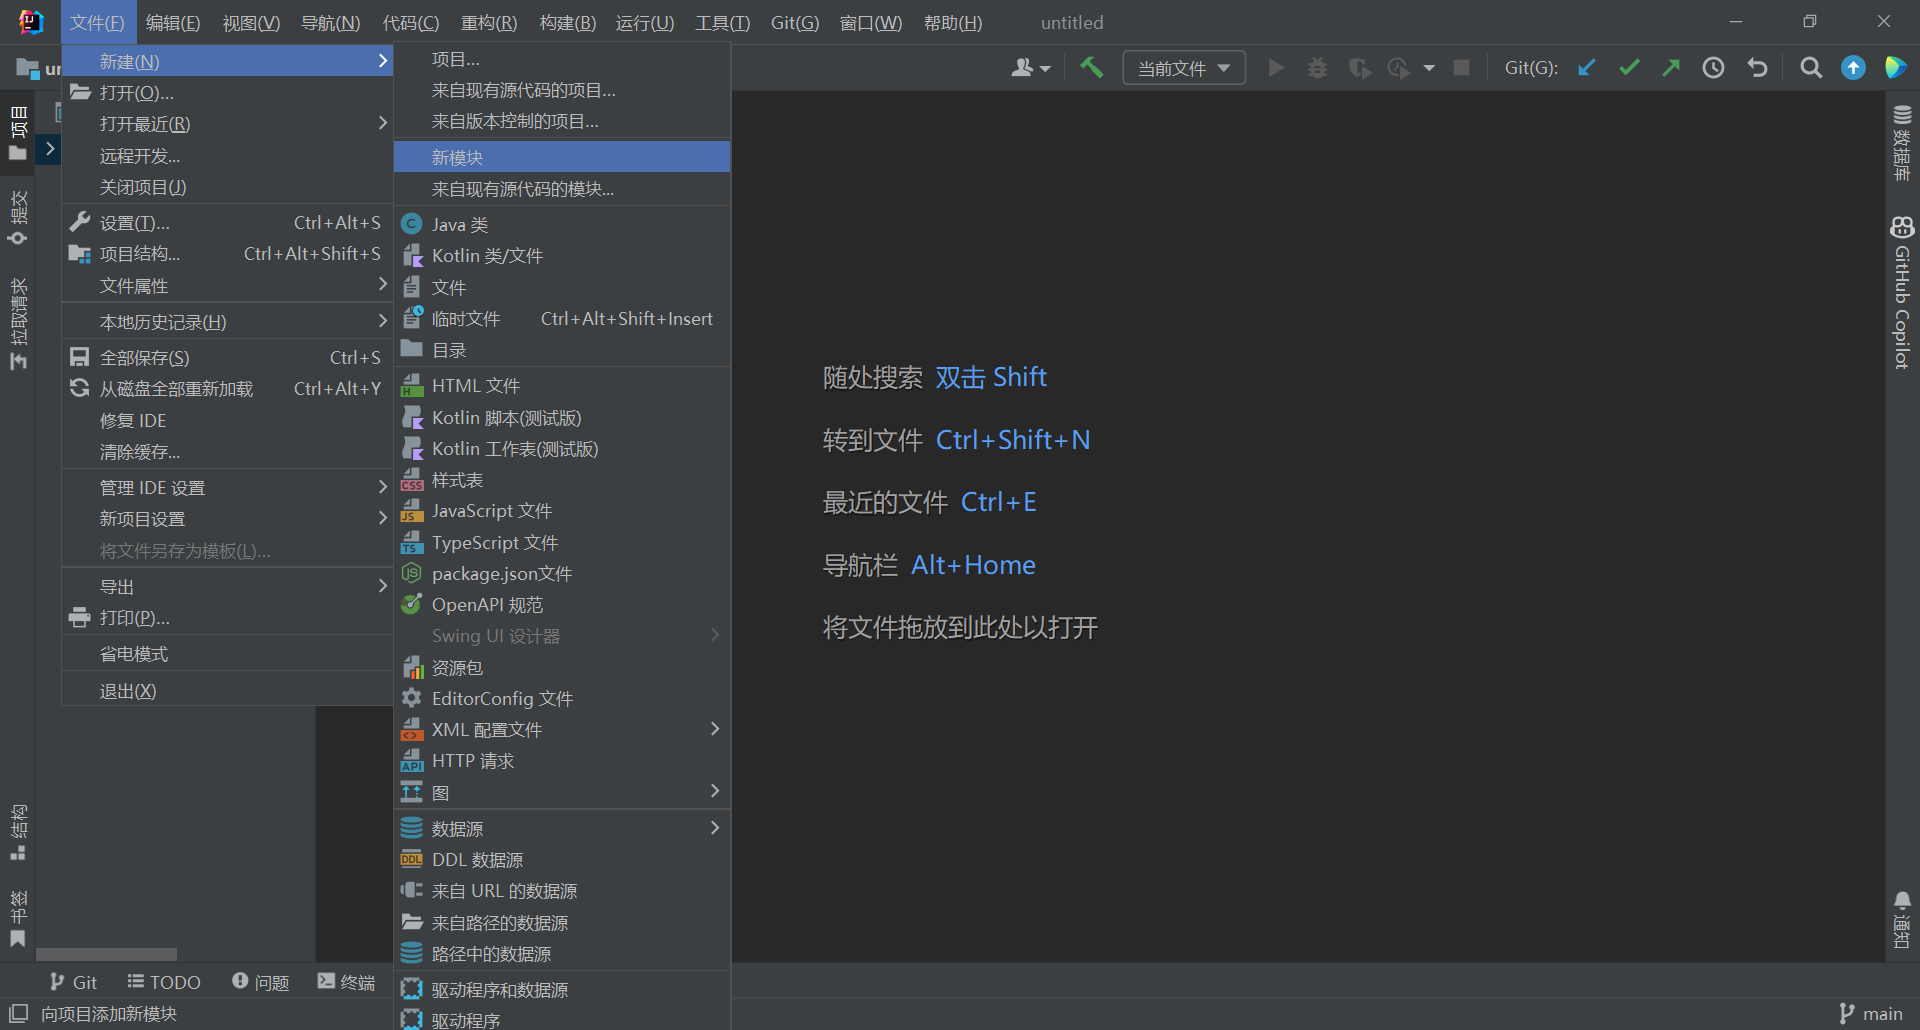 文件(F) 编辑(E) 视图(V) 导航(N) 代码(C) 重构(R) 构建(B) 运行(U) 工具(T) Git(G) 窗口(W) 帮助(H) untitled
当前文件 Git(G):
新建(N)
打开(O)...
打开最近(R)
远程开发...
关闭项目(J)
设置(T)... Ctrl+Alt+S
项目结构... Ctrl+Alt+Shift+S
文件属性
本地历史记录(H)
全部保存(S) Ctrl+S
从磁盘全部重新加载 Ctrl+Alt+Y
修复 IDE
清除缓存...
管理 IDE 设置
新项目设置
将文件另存为模板(L)...
导出
打印(P)...
省电模式
退出(X)
项目...
来自现有源代码的项目...
来自版本控制的项目...
新模块
来自现有源代码的模块...
Java 类
Kotlin 类/文件
文件
临时文件 Ctrl+Alt+Shift+Insert
目录
HTML 文件
Kotlin 脚本(测试版)
Kotlin 工作表(测试版)
样式表
JavaScript 文件
TypeScript 文件
package.json文件
OpenAPI 规范
Swing UI 设计器
资源包
EditorConfig 文件
XML 配置文件
HTTP 请求
图
数据源
DDL 数据源
来自 URL 的数据源
来自路径的数据源
路径中的数据源
驱动程序和数据源
驱动程序
随处搜索 双击 Shift
转到文件 Ctrl+Shift+N
最近的文件 Ctrl+E
导航栏 Alt+Home
将文件拖放到此处以打开
项目
提交
拉取请求
结构
书签
数据库
GitHub Copilot
通知
Git TODO 问题 终端
向项目添加新模块
main